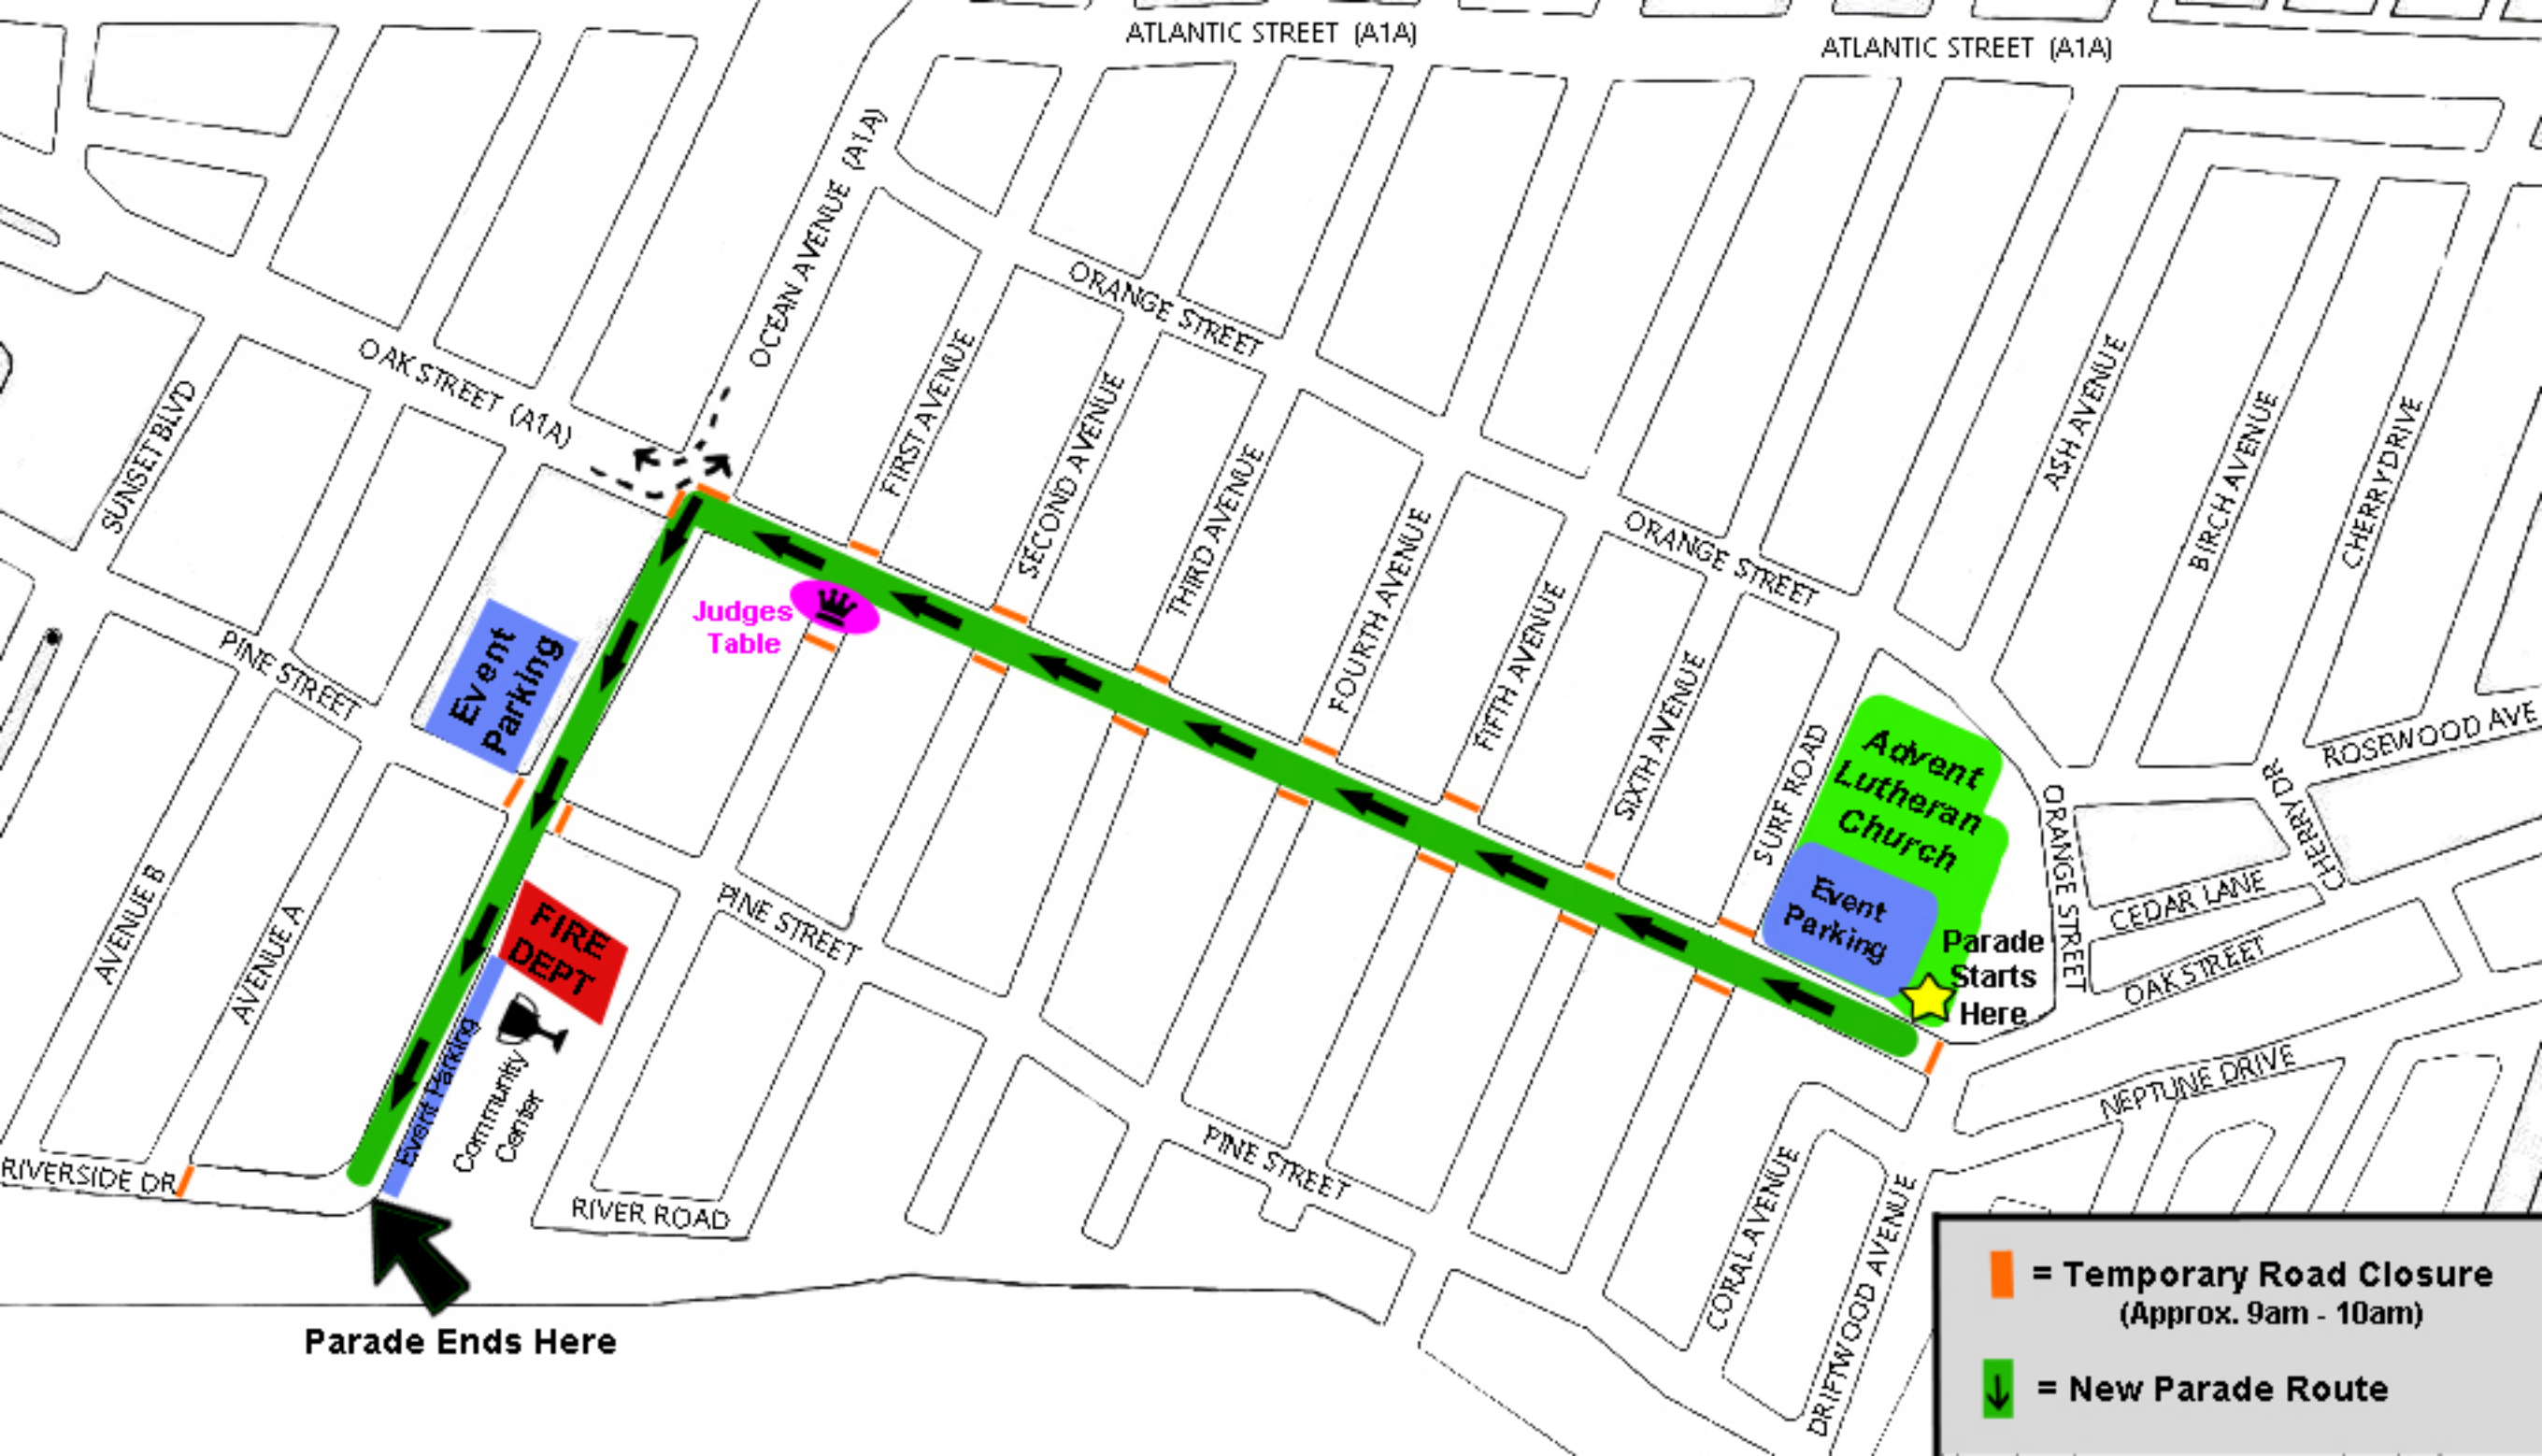 ATLANTIC STREET (A1A)
ATLANTIC STREET (A1A)
OCEAN AVENUE (A1A)
ORANGE STREET
OAK STREET (A1A)
SUNSET BLVD
FIRST AVENUE
SECOND AVENUE
THIRD AVENUE
FOURTH AVENUE
FIFTH AVENUE
SIXTH AVENUE
SURF ROAD
ORANGE STREET
ASH AVENUE
BIRCH AVENUE
CHERRY DRIVE
ROSEWOOD AVE
CHERRY DR
ORANGE STREET
CEDAR LANE
OAK STREET
NEPTUNE DRIVE
Judges
Table
Event
Parking
PINE STREET
Advent
Lutheran
Church
Event
Parking
Parade
Starts
Here
FIRE
DEPT
PINE STREET
AVENUE B
AVENUE A
Event Parking
Community
Center
RIVERSIDE DR
RIVER ROAD
PINE STREET
CORAL AVENUE
DRIFTWOOD AVENUE
Parade Ends Here
= Temporary Road Closure
(Approx. 9am - 10am)
= New Parade Route